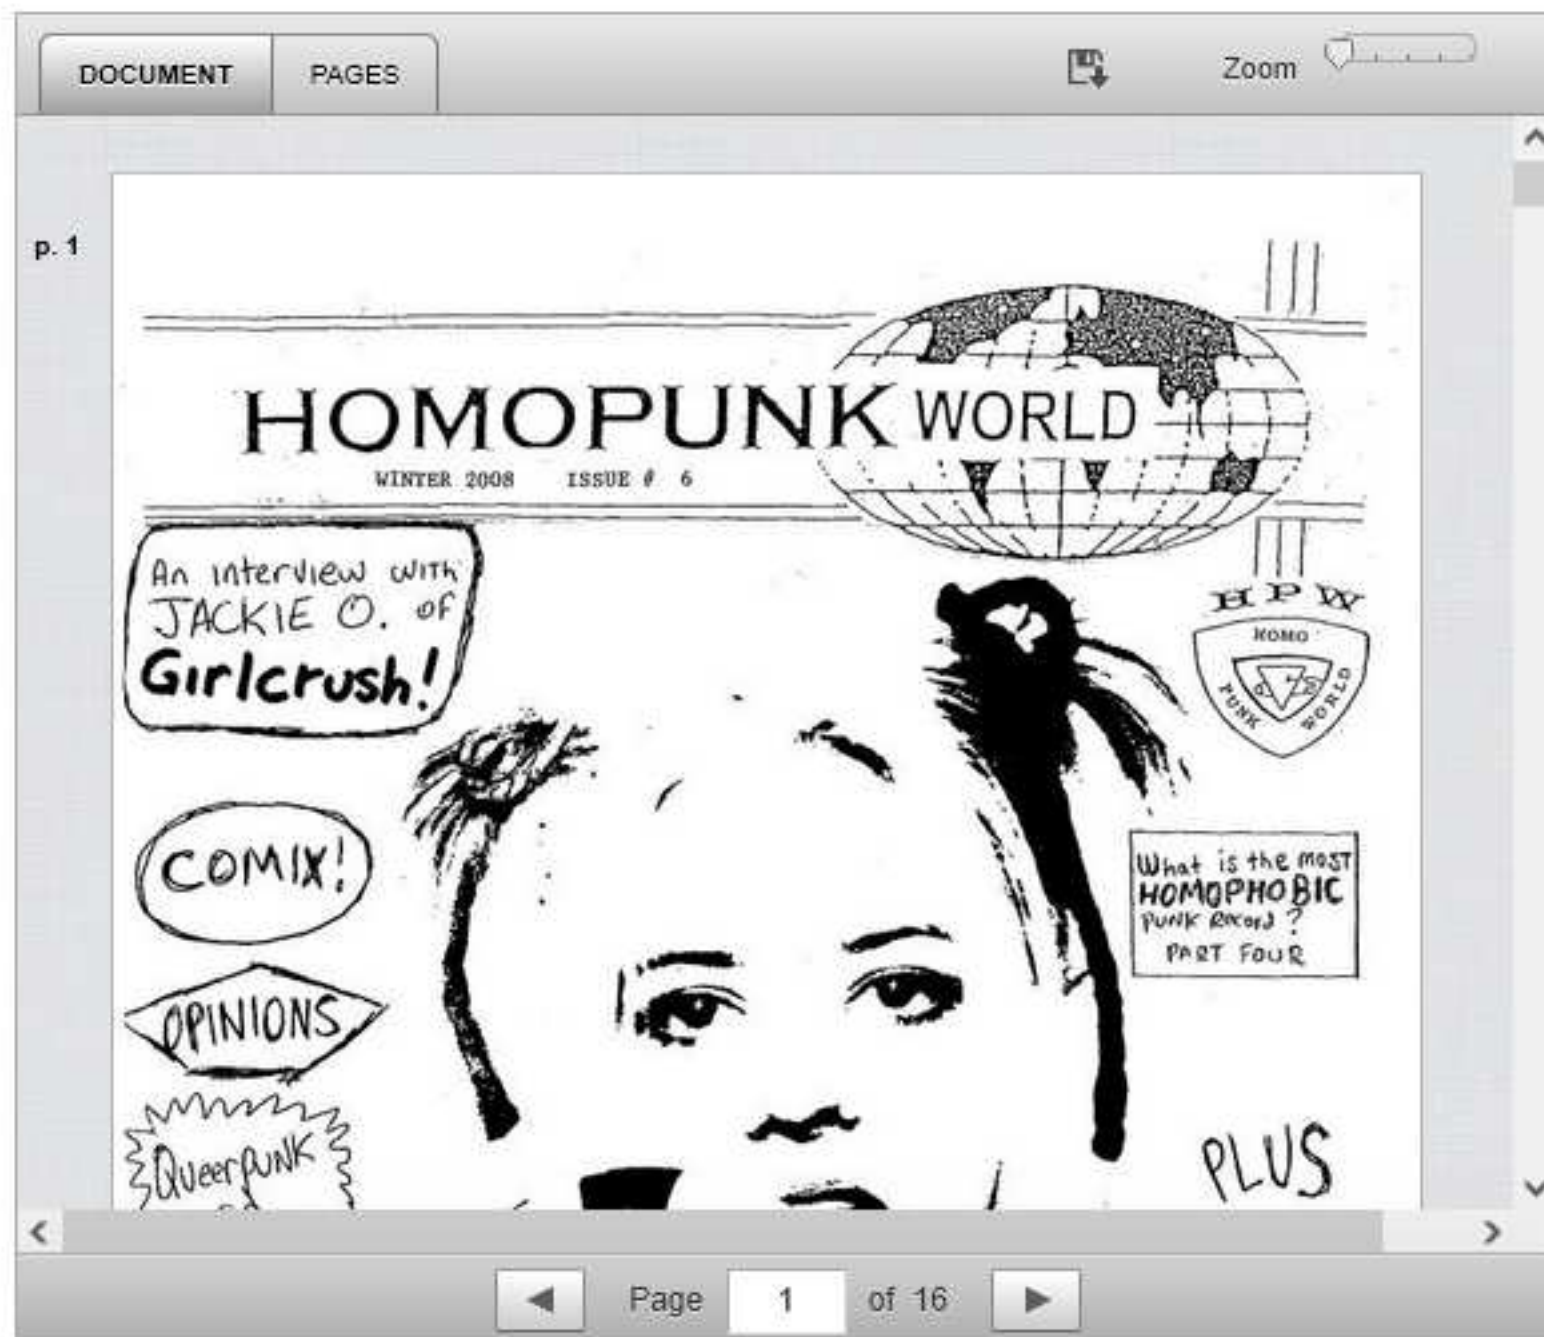 DOCUMENT PAGES Zoom
p. 1
HOMOPUNK WORLD
WINTER 2008 ISSUE # 6
An interview with
JACKIE O. of
Girlcrush!
HPW
HOMO
PUNK WORLD
COMIX!
What is the most
HOMOPHOBIC
PUNK Record?
PART FOUR
OPINIONS
Queerpunk
PLUS
Page 1 of 16